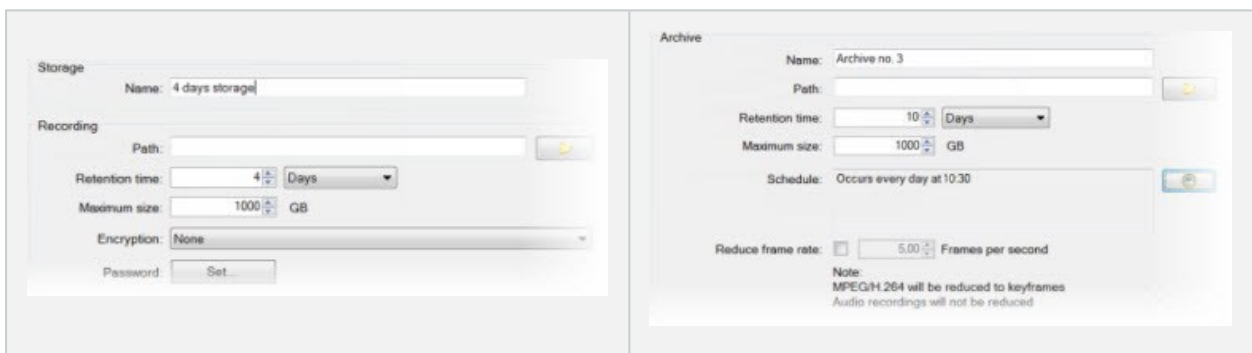 Storage
Name: 4 days storage
Recording
Path:
Retention time: 4 Days
Maximum size: 1000 GB
Encryption: None
Password: Set...
Archive
Name: Archive no. 3
Path:
Retention time: 10 Days
Maximum size: 1000 GB
Schedule: Occurs every day at 10:30
Reduce frame rate: 5.00 Frames per second
Note:
MPEG/H.264 will be reduced to keyframes
Audio recordings will not be reduced